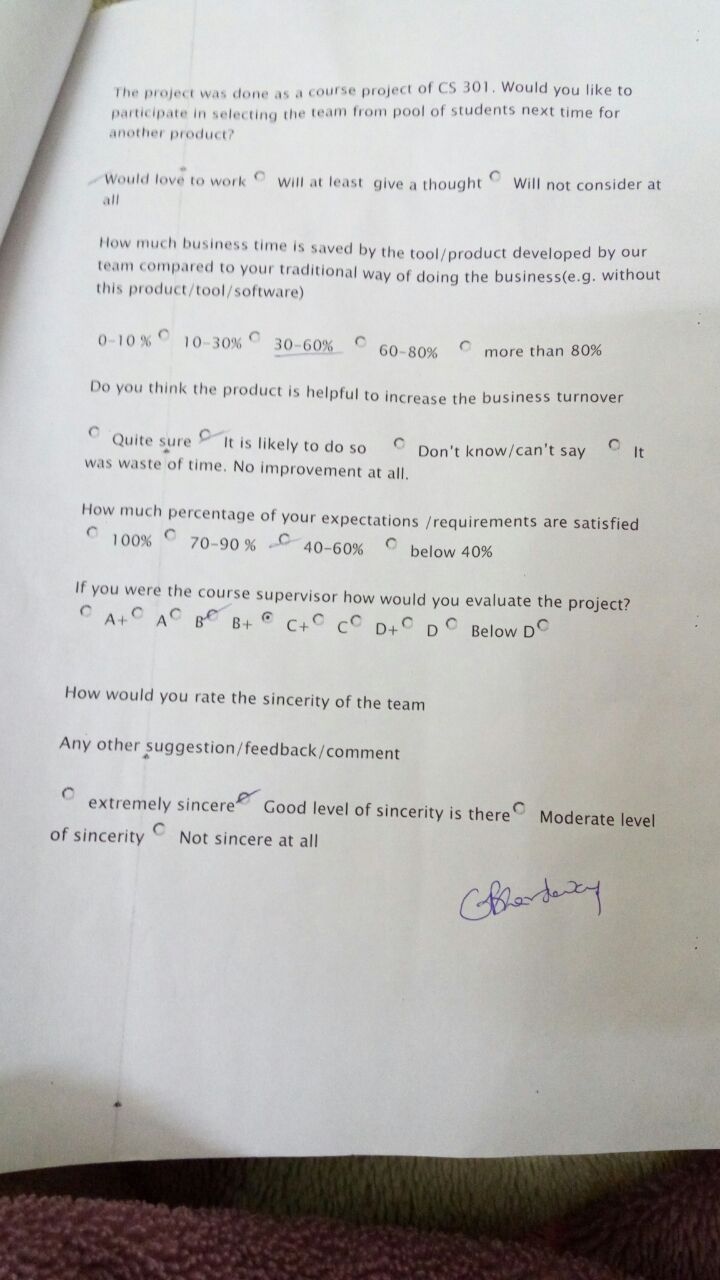 The project was done as a course project of CS 301. Would you like to
participate in selecting the team from pool of students next time for
another product?
Would love to work Will at least give a thought Will not consider at
all
How much business time is saved by the tool/product developed by our
team compared to your traditional way of doing the business(e.g. without
this product/tool/software)
0-10 % 10-30% 30-60% 60-80% more than 80%
Do you think the product is helpful to increase the business turnover
Quite sure It is likely to do so Don't know/can't say It
was waste of time. No improvement at all.
How much percentage of your expectations /requirements are satisfied
100% 70-90 % 40-60% below 40%
If you were the course supervisor how would you evaluate the project?
A+ A B B+ C+ C D+ D Below D
How would you rate the sincerity of the team
Any other suggestion/feedback/comment
extremely sincere Good level of sincerity is there Moderate level
of sincerity Not sincere at all